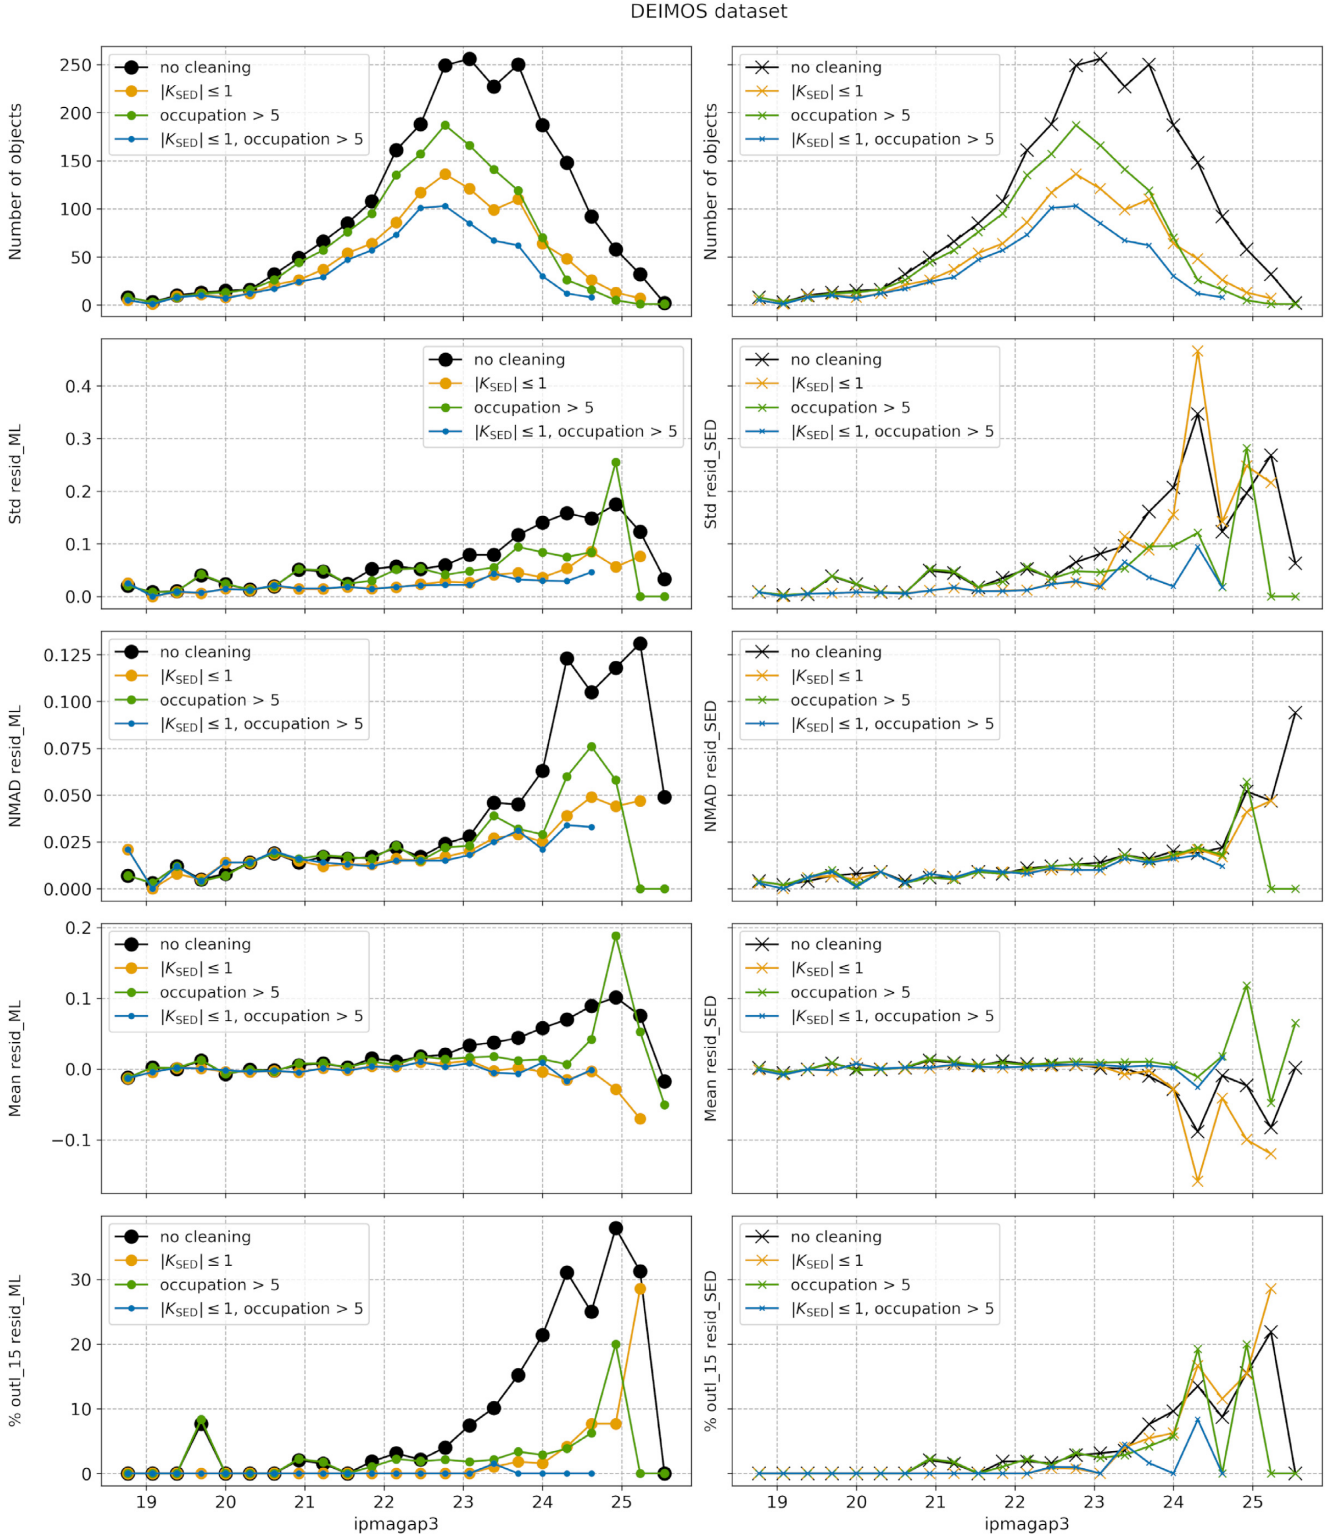 DEIMOS dataset
Number of objects
250
200
150
100
50
0
no cleaning
|K_SED| ≤ 1
occupation > 5
|K_SED| ≤ 1, occupation > 5
Number of objects
no cleaning
|K_SED| ≤ 1
occupation > 5
|K_SED| ≤ 1, occupation > 5
Std resid_ML
0.4
0.3
0.2
0.1
0.0
no cleaning
|K_SED| ≤ 1
occupation > 5
|K_SED| ≤ 1, occupation > 5
Std resid_SED
no cleaning
|K_SED| ≤ 1
occupation > 5
|K_SED| ≤ 1, occupation > 5
NMAD resid_ML
0.125
0.100
0.075
0.050
0.025
0.000
no cleaning
|K_SED| ≤ 1
occupation > 5
|K_SED| ≤ 1, occupation > 5
NMAD resid_SED
no cleaning
|K_SED| ≤ 1
occupation > 5
|K_SED| ≤ 1, occupation > 5
Mean resid_ML
0.2
0.1
0.0
−0.1
no cleaning
|K_SED| ≤ 1
occupation > 5
|K_SED| ≤ 1, occupation > 5
Mean resid_SED
no cleaning
|K_SED| ≤ 1
occupation > 5
|K_SED| ≤ 1, occupation > 5
% outl_15 resid_ML
30
20
10
0
no cleaning
|K_SED| ≤ 1
occupation > 5
|K_SED| ≤ 1, occupation > 5
19 20 21 22 23 24 25
ipmagap3
% outl_15 resid_SED
no cleaning
|K_SED| ≤ 1
occupation > 5
|K_SED| ≤ 1, occupation > 5
19 20 21 22 23 24 25
ipmagap3